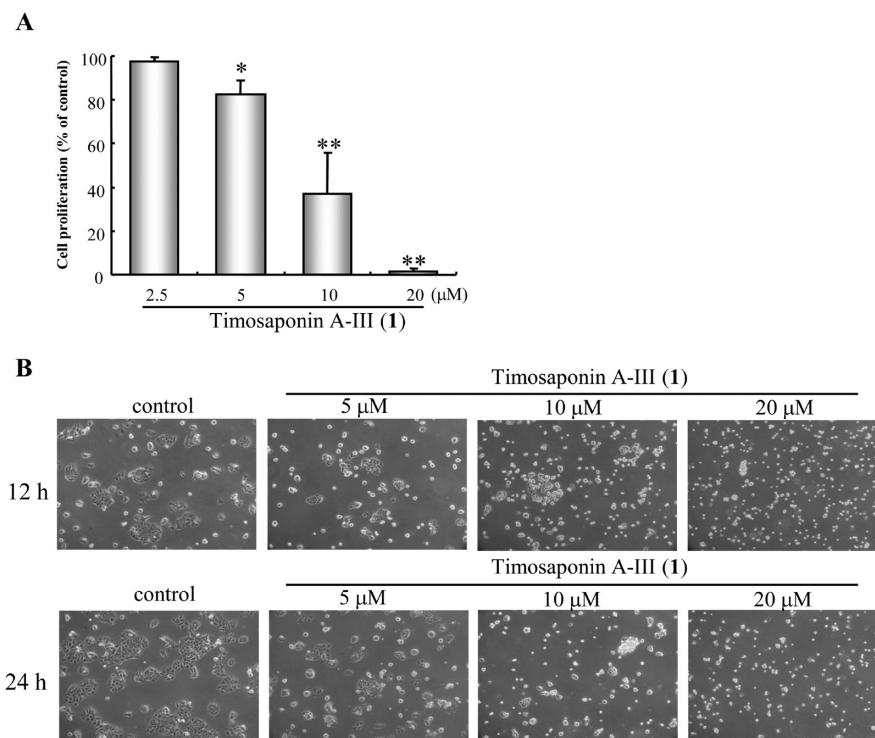 A
Cell proliferation (% of control)
100
80
60
40
20
0
*
**
**
2.5 5 10 20 (μM)
Timosaponin A-III (1)
B
Timosaponin A-III (1)
control 5 μM 10 μM 20 μM
12 h
Timosaponin A-III (1)
control 5 μM 10 μM 20 μM
24 h